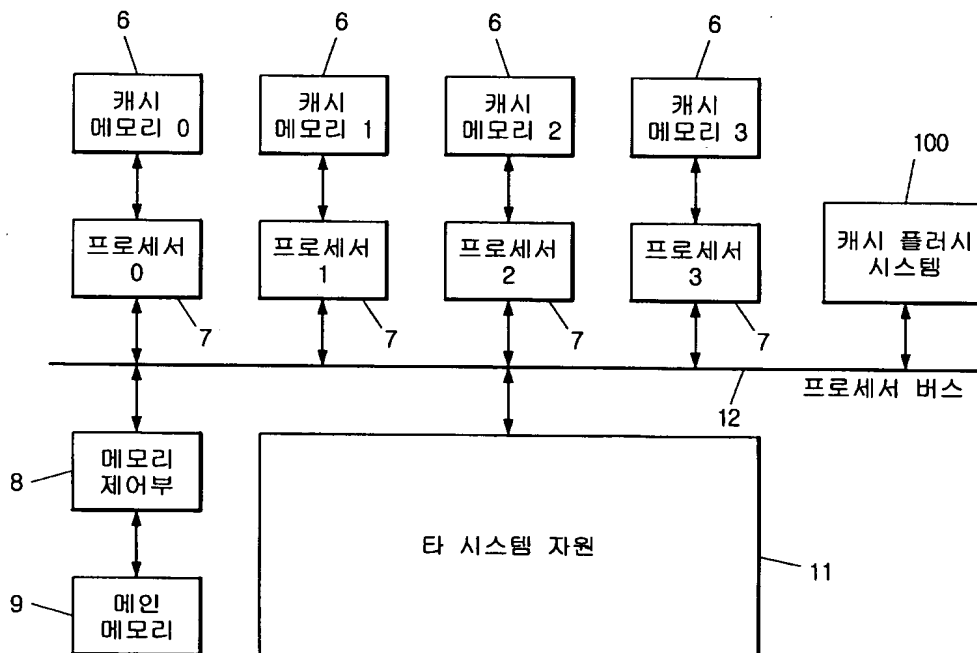 6
6
6
6
캐시
메모리 0
캐시
메모리 1
캐시
메모리 2
캐시
메모리 3
100
프로세서
0
프로세서
1
프로세서
2
프로세서
3
캐시 플러시
시스템
7
7
7
7
12
프로세서 버스
8
메모리
제어부
타 시스템 자원
11
9
메인
메모리